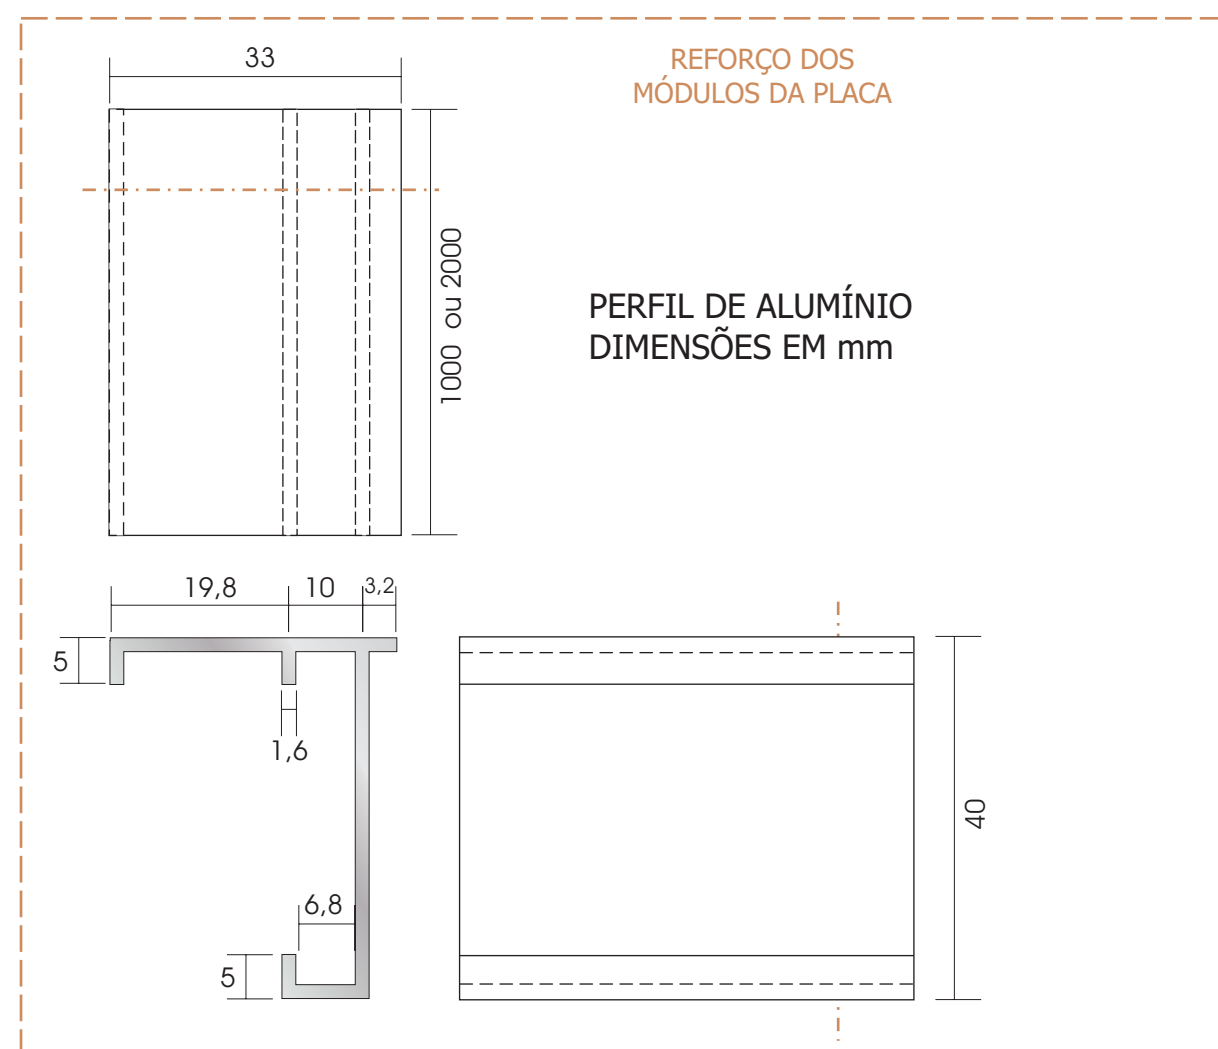 33
REFORÇO DOS
MÓDULOS DA PLACA
1000 ou 2000
PERFIL DE ALUMÍNIO
DIMENSÕES EM mm
19,8
10
3,2
5
1,6
40
6,8
5